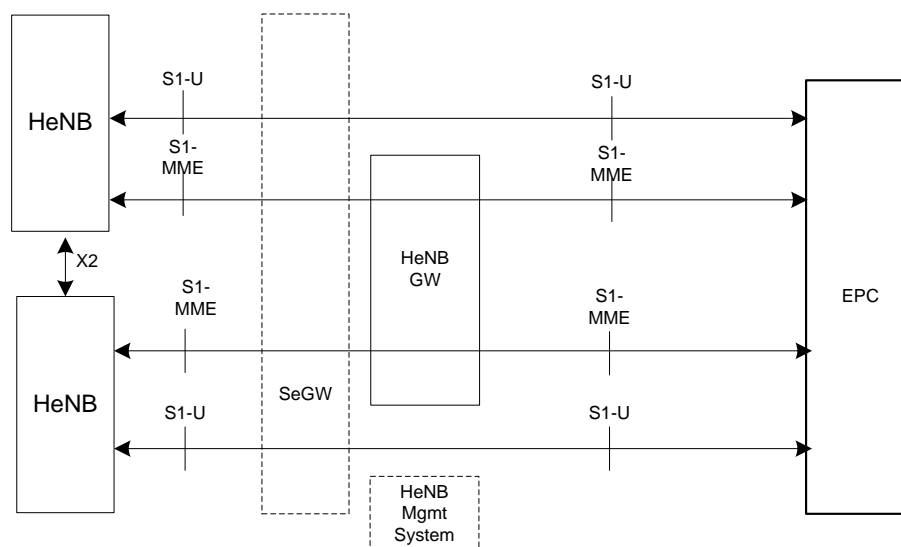 S1-U
S1-U
HeNB
S1-
MME
S1-
MME
HeNB
GW
X2
S1-
MME
S1-
MME
EPC
SeGW
HeNB
S1-U
S1-U
HeNB
Mgmt
System